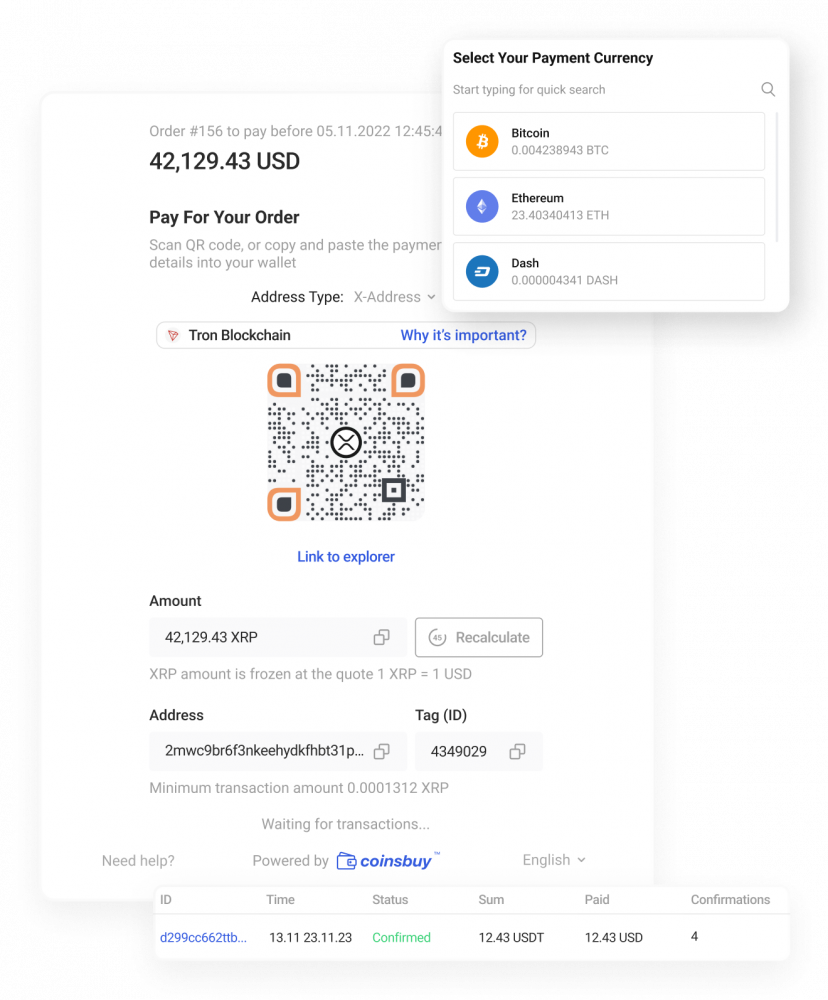 Select Your Payment Currency
Start typing for quick search
Bitcoin
0.004238943 BTC
Ethereum
23.40340413 ETH
Dash
0.000004341 DASH
Order #156 to pay before 05.11.2022 12:45:4
42,129.43 USD
Pay For Your Order
Scan QR code, or copy and paste the paymer
details into your wallet
Address Type: X-Address
Tron Blockchain Why it's important?
Link to explorer
Amount
42,129.43 XRP 45 Recalculate
XRP amount is frozen at the quote 1 XRP = 1 USD
Address Tag (ID)
2mwc9br6f3nkeehydkfhbt31p... 4349029
Minimum transaction amount 0.0001312 XRP
Waiting for transactions...
Need help? Powered by coinsbuy™ English
ID Time Status Sum Paid Confirmations
d299cc662ttb... 13.11 23.11.23 Confirmed 12.43 USDT 12.43 USD 4